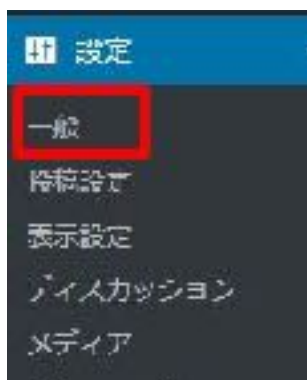 設定
一般
投稿設定
表示設定
ディスカッション
メディア